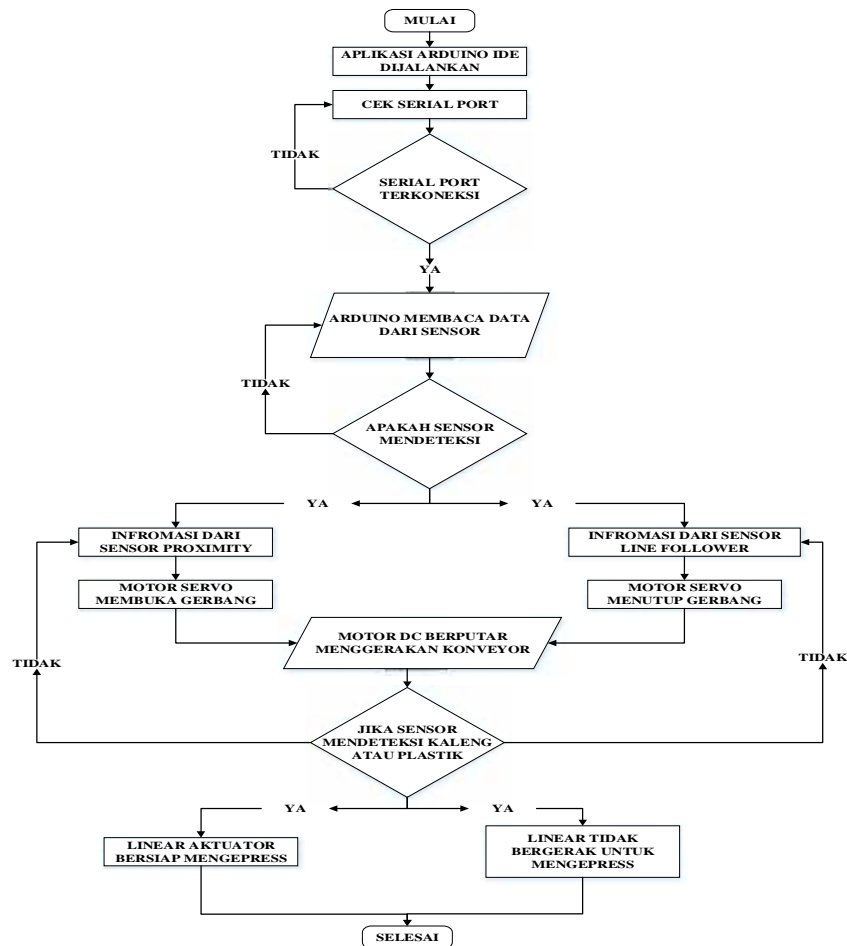 MULAI
APLIKASI ARDUINO IDE
DIJALANKAN
CEK SERIAL PORT
TIDAK
SERIAL PORT
TERKONEKSI
YA
ARDUINO MEMBACA DATA
DARI SENSOR
TIDAK
APAKAH SENSOR
MENDETEKSI
YA
YA
INFROMASI DARI
SENSOR PROXIMITY
INFROMASI DARI SENSOR
LINE FOLLOWER
MOTOR SERVO
MEMBUKA GERBANG
MOTOR SERVO
MENUTUP GERBANG
MOTOR DC BERPUTAR
MENGGERAKAN KONVEYOR
TIDAK
TIDAK
JIKA SENSOR
MENDETEKSI KALENG
ATAU PLASTIK
YA
YA
LINEAR AKTUATOR
BERSIAP MENGEPRESS
LINEAR TIDAK
BERGERAK UNTUK
MENGEPRESS
SELESAI